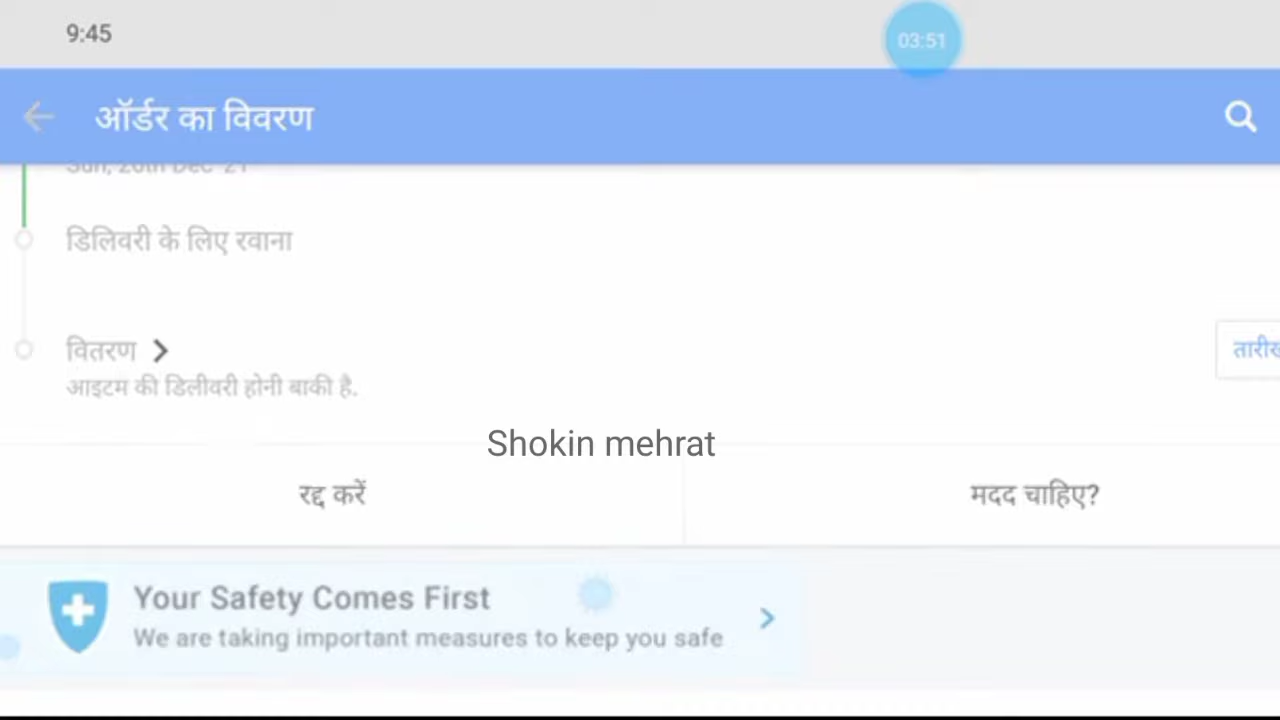 9:45
03:51
ऑर्डर का विवरण
डिलिवरी के लिए रवाना
वितरण
आइटम की डिलीवरी होनी बाकी है.
Shokin mehrat
रद्द करें
मदद चाहिए?
Your Safety Comes First
We are taking important measures to keep you safe